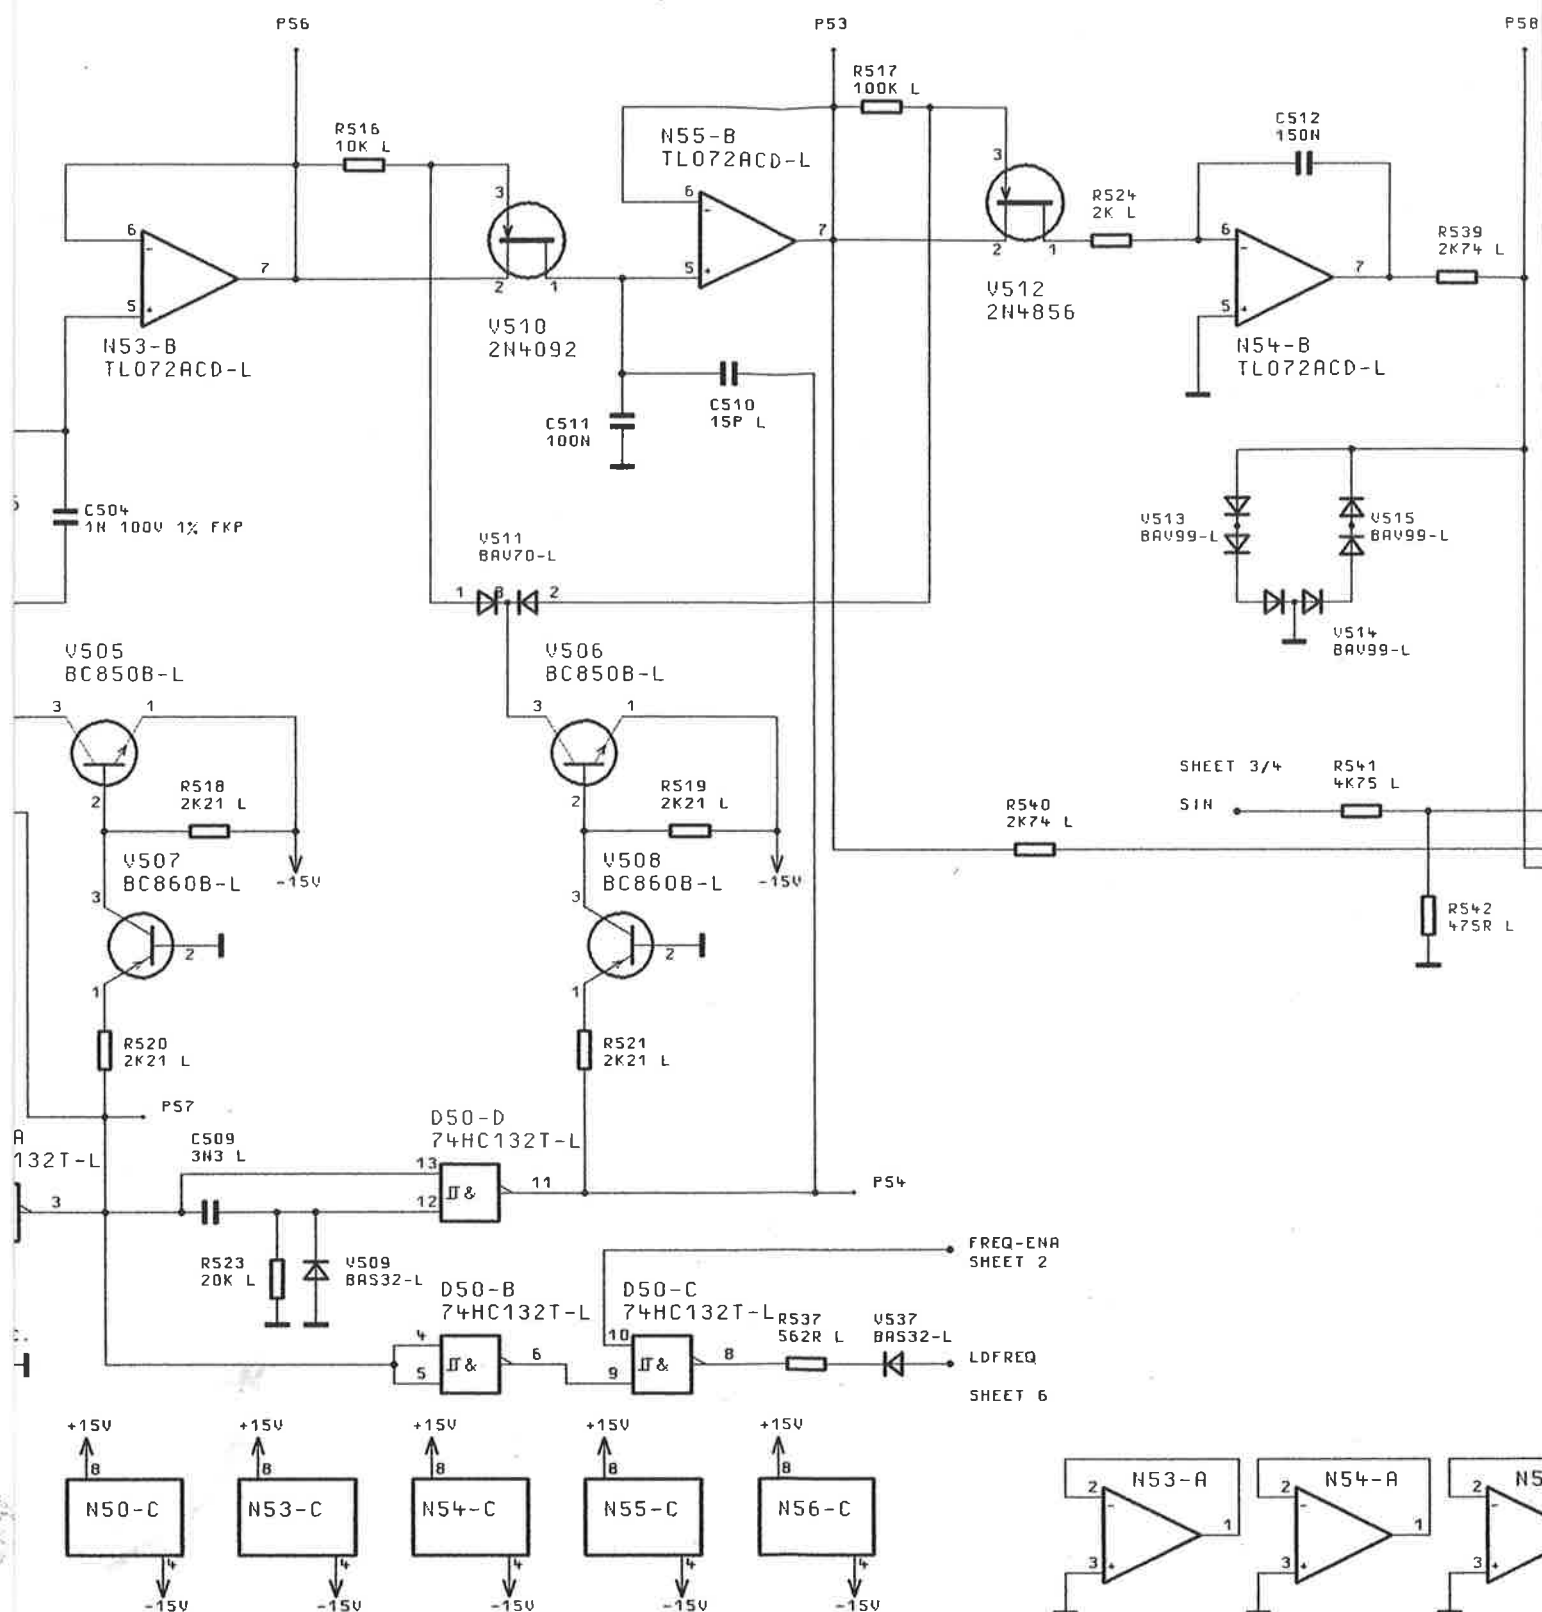 P56
P53
P58
R516
10K L
R517
100K L
N55-B
TL072ACD-L
C512
150N
R524
2K L
R539
2K74 L
3
6
5
7
3
2
1
6
5
7
2
1
6
5
7
N53-B
TL072ACD-L
V510
2N4092
V512
2N4856
N54-B
TL072ACD-L
C511
100N
C510
15P L
C504
1N 100V 1% FKP
V511
BAV70-L
1
2
V513
BAV99-L
V515
BAV99-L
V514
BAV99-L
V505
BC850B-L
V506
BC850B-L
3
1
3
1
2
2
R518
2K21 L
R519
2K21 L
-15V
-15V
V507
BC860B-L
V508
BC860B-L
3
2
1
3
2
1
SHEET 3/4
SIN
R541
4K75 L
R540
2K74 L
R542
475R L
R520
2K21 L
R521
2K21 L
P57
A
132T-L
3
C509
3N3 L
D50-D
74HC132T-L
13
12
&
11
P54
R523
20K L
V509
BAS32-L
FREQ-ENA
SHEET 2
D50-B
74HC132T-L
4
5
&
6
D50-C
74HC132T-L
10
9
&
8
R537
562R L
V537
BAS32-L
LDFREQ
SHEET 6
+15V
+15V
+15V
+15V
+15V
8
8
8
8
8
N50-C
N53-C
N54-C
N55-C
N56-C
4
4
4
4
4
-15V
-15V
-15V
-15V
-15V
N53-A
2
3
1
N54-A
2
3
1
N5
2
3